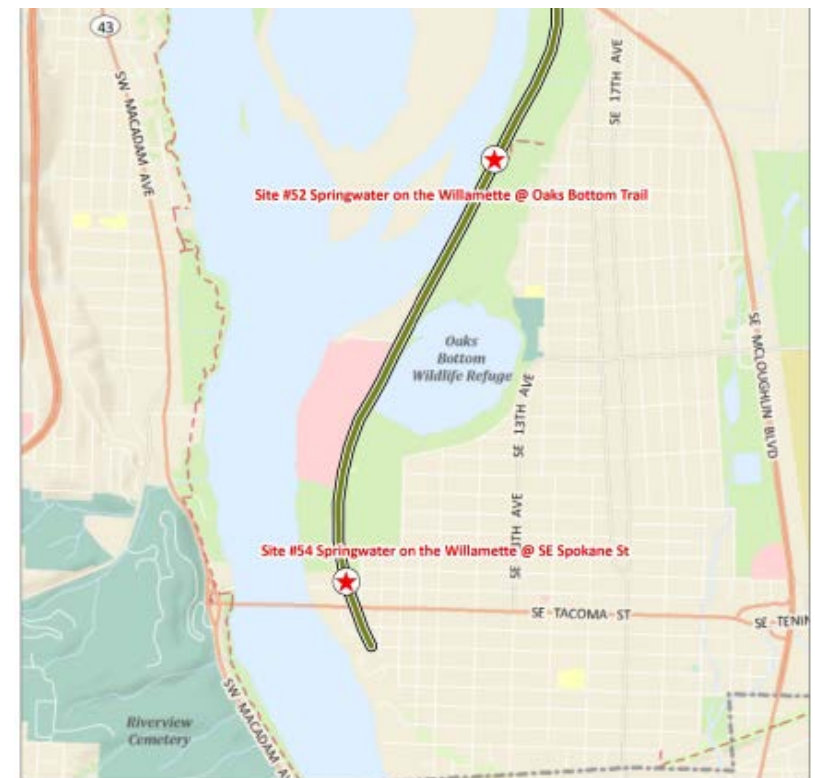 43
SW MACADAM AVE
SE 17TH AVE
Site #52 Springwater on the Willamette @ Oaks Bottom Trail
Oaks
Bottom
Wildlife Refuge
SE MCLOUGHLIN BLVD
SE 13TH AVE
SE TH AVE
Site #54 Springwater on the Willamette @ SE Spokane St
SE TACOMA ST
SE TENIN
SW MACADAM A
Riverview
Cemetery